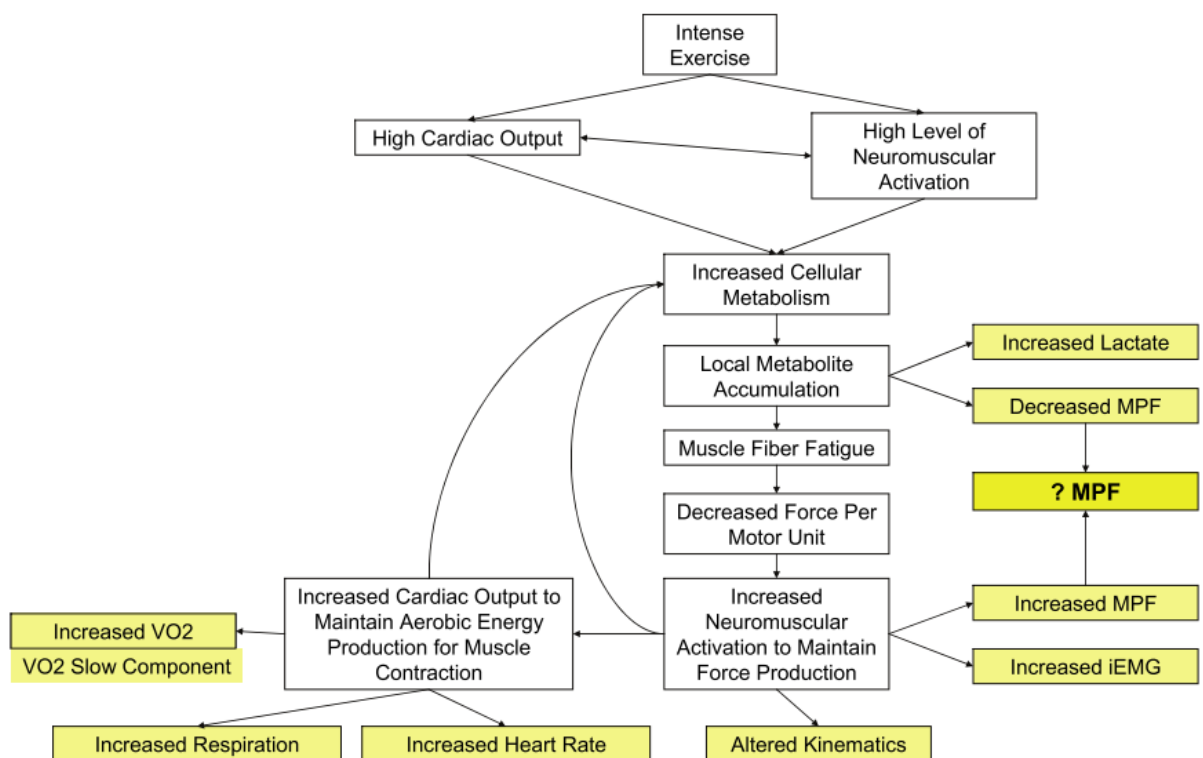 Intense
Exercise
High Cardiac Output
High Level of
Neuromuscular
Activation
Increased Cellular
Metabolism
Increased Lactate
Local Metabolite
Accumulation
Decreased MPF
Muscle Fiber Fatigue
? MPF
Decreased Force Per
Motor Unit
Increased Cardiac Output to
Maintain Aerobic Energy
Production for Muscle
Contraction
Increased
Neuromuscular
Activation to Maintain
Force Production
Increased MPF
Increased VO2
VO2 Slow Component
Increased iEMG
Increased Respiration
Increased Heart Rate
Altered Kinematics